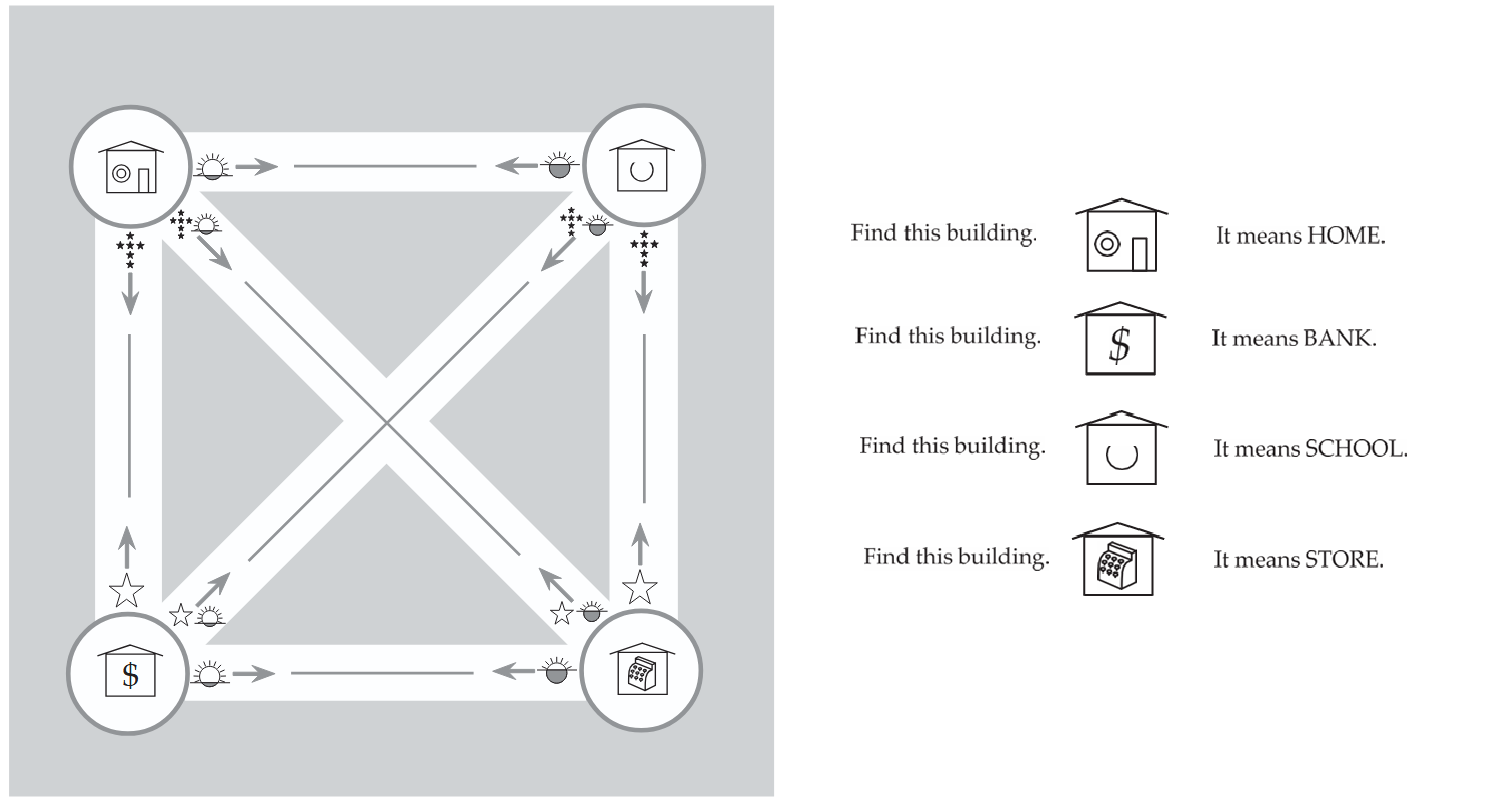 $
Find this building. It means HOME.
Find this building. $ It means BANK.
Find this building. It means SCHOOL.
Find this building. It means STORE.